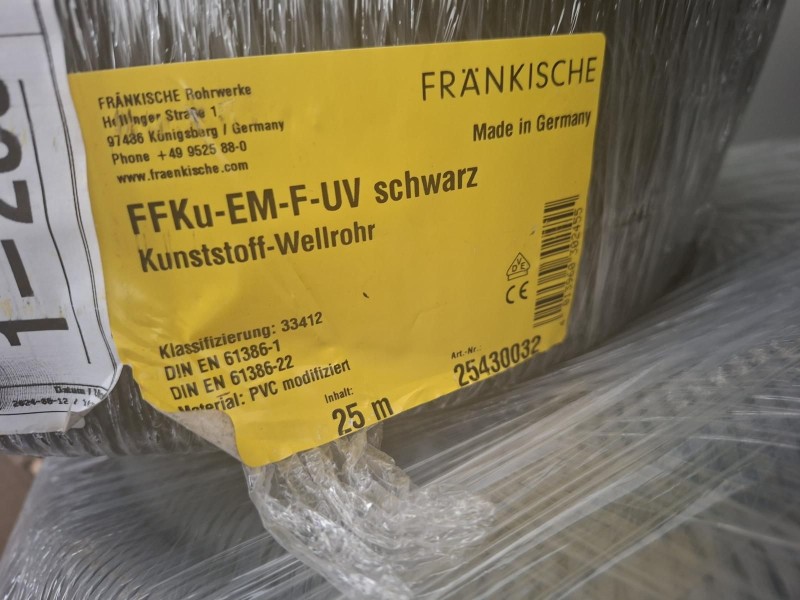 FRÄNKISCHE Rohrwerke
Hellinger Straße 1
97486 Königsberg / Germany
Phone +49 9525 88-0
www.fraenkische.com
FRÄNKISCHE
Made in Germany
FFKu-EM-F-UV schwarz
Kunststoff-Wellrohr
VDE
CE
Klassifizierung: 33412
DIN EN 61386-1
DIN EN 61386-22
Material: PVC modifiziert
Inhalt:
25 m
Art.-Nr.:
25430032
Datum /